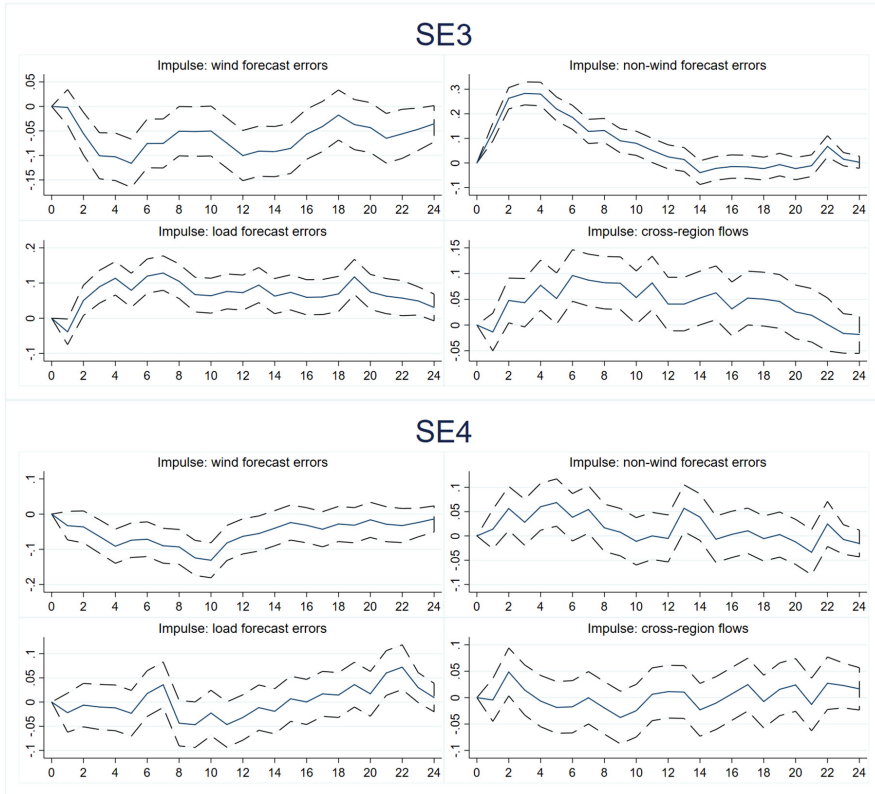 SE3
Impulse: wind forecast errors
.05
0
-.05
-.1
-.15
0 2 4 6 8 10 12 14 16 18 20 22 24
Impulse: non-wind forecast errors
.3
.2
.1
0
-.1
0 2 4 6 8 10 12 14 16 18 20 22 24
Impulse: load forecast errors
.2
.1
0
-.1
0 2 4 6 8 10 12 14 16 18 20 22 24
Impulse: cross-region flows
.15
.1
.05
0
-.05
0 2 4 6 8 10 12 14 16 18 20 22 24
SE4
Impulse: wind forecast errors
.1
0
-.1
-.2
0 2 4 6 8 10 12 14 16 18 20 22 24
Impulse: non-wind forecast errors
.1
.05
0
-.05
-.1
0 2 4 6 8 10 12 14 16 18 20 22 24
Impulse: load forecast errors
.1
.05
0
-.05
-.1
0 2 4 6 8 10 12 14 16 18 20 22 24
Impulse: cross-region flows
.1
.05
0
-.05
-.1
0 2 4 6 8 10 12 14 16 18 20 22 24